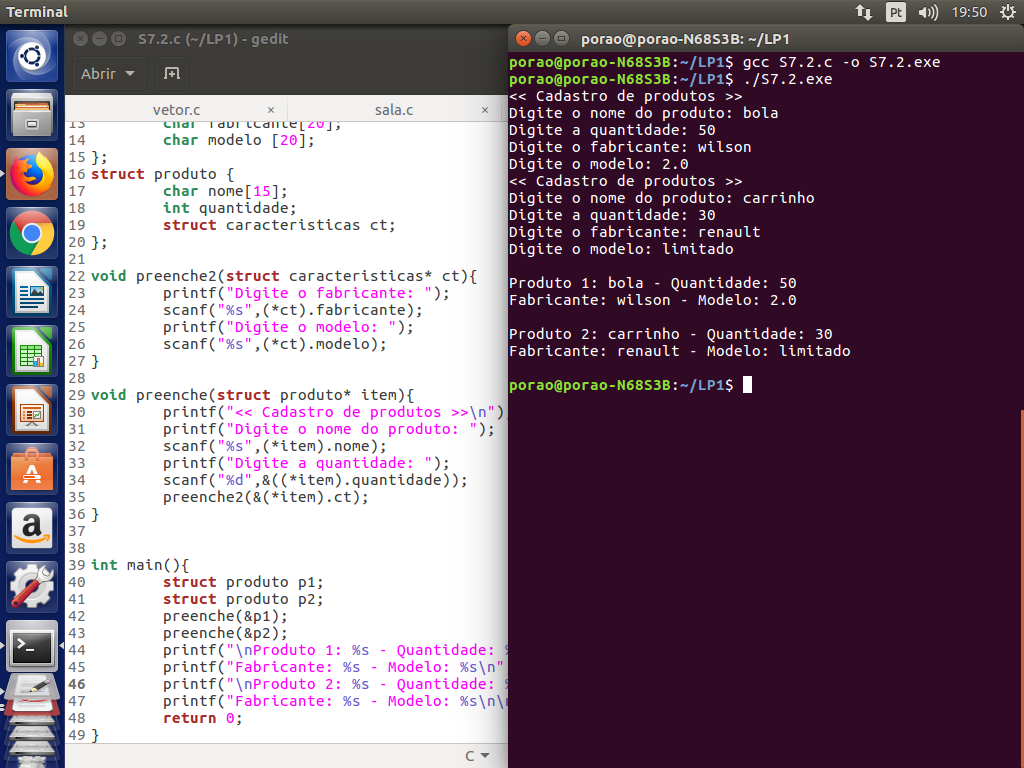 Terminal
Pt
19:50
S7.2.c (~/LP1) - gedit
Abrir
vetor.c ×
sala.c ×
13 char fabricante[20];
14 char modelo [20];
15 };
16 struct produto {
17 char nome[15];
18 int quantidade;
19 struct caracteristicas ct;
20 };
21
22 void preenche2(struct caracteristicas* ct){
23 printf("Digite o fabricante: ");
24 scanf("%s",(*ct).fabricante);
25 printf("Digite o modelo: ");
26 scanf("%s",(*ct).modelo);
27 }
28
29 void preenche(struct produto* item){
30 printf("<< Cadastro de produtos >>\n")
31 printf("Digite o nome do produto: ");
32 scanf("%s",(*item).nome);
33 printf("Digite a quantidade: ");
34 scanf("%d",&((*item).quantidade));
35 preenche2(&(*item).ct);
36 }
37
38
39 int main(){
40 struct produto p1;
41 struct produto p2;
42 preenche(&p1);
43 preenche(&p2);
44 printf("\nProduto 1: %s - Quantidade: %
45 printf("Fabricante: %s - Modelo: %s\n"
46 printf("\nProduto 2: %s - Quantidade: %
47 printf("Fabricante: %s - Modelo: %s\n\n
48 return 0;
49 }
C
porao@porao-N68S3B: ~/LP1
porao@porao-N68S3B:~/LP1$ gcc S7.2.c -o S7.2.exe
porao@porao-N68S3B:~/LP1$ ./S7.2.exe
<< Cadastro de produtos >>
Digite o nome do produto: bola
Digite a quantidade: 50
Digite o fabricante: wilson
Digite o modelo: 2.0
<< Cadastro de produtos >>
Digite o nome do produto: carrinho
Digite a quantidade: 30
Digite o fabricante: renault
Digite o modelo: limitado
Produto 1: bola - Quantidade: 50
Fabricante: wilson - Modelo: 2.0
Produto 2: carrinho - Quantidade: 30
Fabricante: renault - Modelo: limitado
porao@porao-N68S3B:~/LP1$